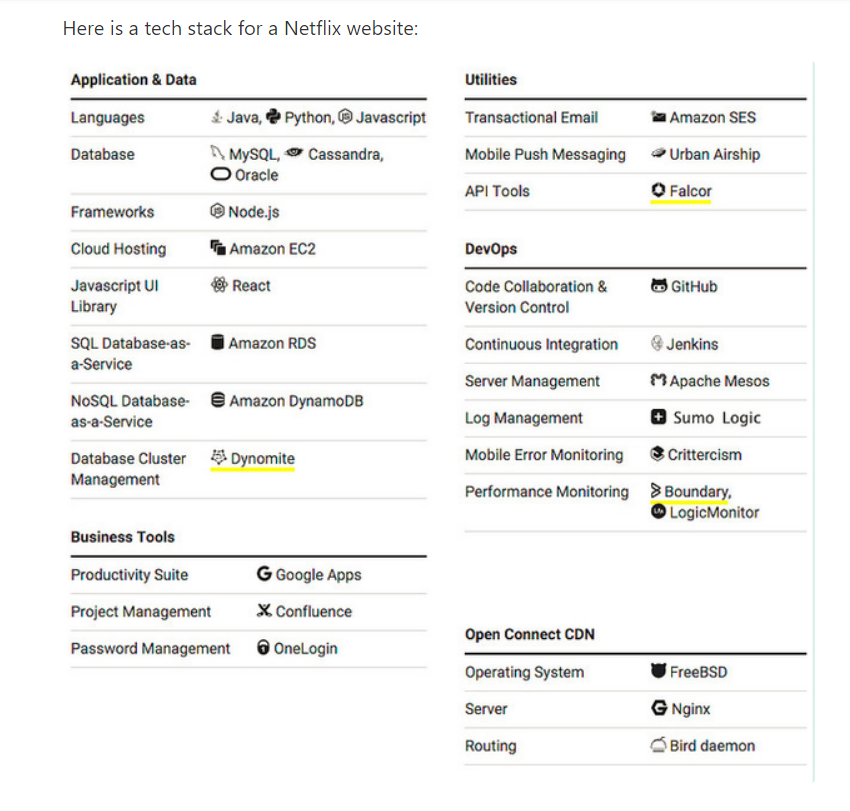 Here is a tech stack for a Netflix website:
Application & Data
Languages Java, Python, Javascript
Database MySQL, Cassandra,
Oracle
Frameworks Node.js
Cloud Hosting Amazon EC2
Javascript UI React
Library
SQL Database-as- Amazon RDS
a-Service
NoSQL Database- Amazon DynamoDB
as-a-Service
Database Cluster Dynomite
Management
Business Tools
Productivity Suite Google Apps
Project Management Confluence
Password Management OneLogin
Utilities
Transactional Email Amazon SES
Mobile Push Messaging Urban Airship
API Tools Falcor
DevOps
Code Collaboration & GitHub
Version Control
Continuous Integration Jenkins
Server Management Apache Mesos
Log Management Sumo Logic
Mobile Error Monitoring Crittercism
Performance Monitoring Boundary,
LogicMonitor
Open Connect CDN
Operating System FreeBSD
Server Nginx
Routing Bird daemon